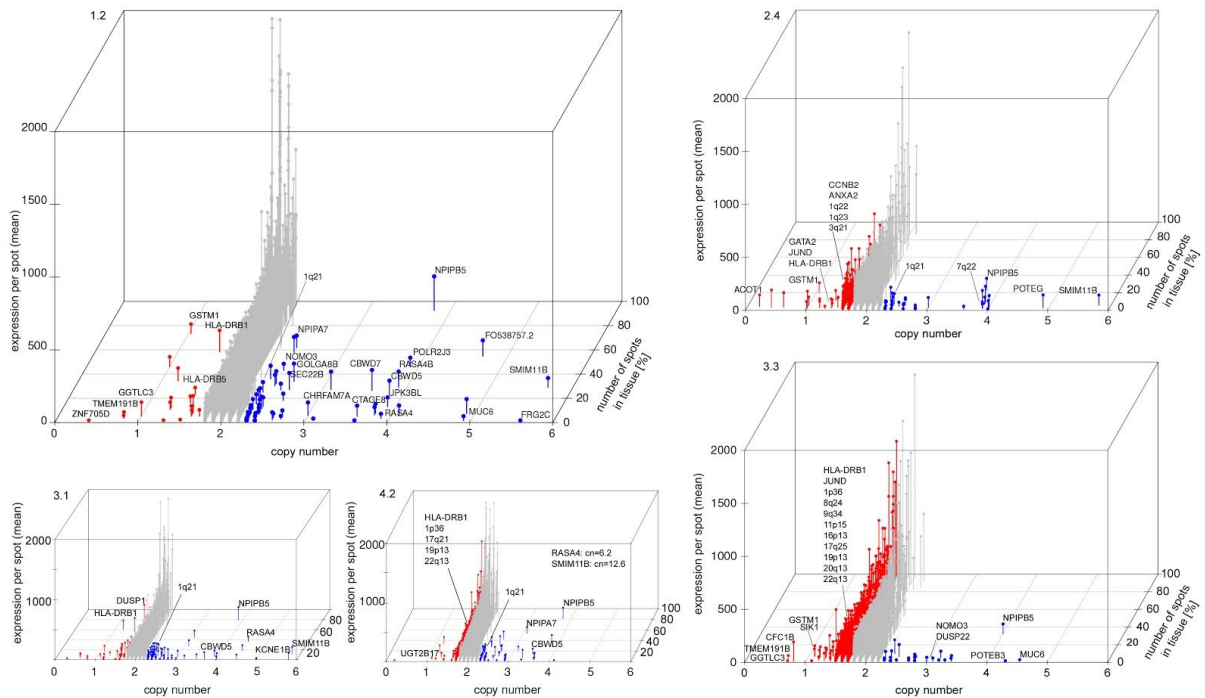 1.2
2000
1500
1000
500
0
expression per spot (mean)
1q21
NPIPB5
GSTM1
HLA-DRB1
NPIPA7
FO538757.2
NOMO3
GOLGA8B
SEC22B
CBWD7
POLR2J3
RASA4B
CBWD5
SMIM11B
HLA-DRB5
GGTLC3
TMEM191B
ZNF705D
CHRFAM7A
CTAGE8
UPK3BL
RASA4
MUC6
FRG2C
100
80
60
40
20
0
number of spots
in tissue [%]
0 1 2 3 4 5 6
copy number
2.4
2000
1500
1000
500
0
expression per spot (mean)
CCNB2
ANXA2
1q22
1q23
3q21
GATA2
JUND
HLA-DRB1
GSTM1
ACOT1
1q21
7q22
NPIPB5
POTEG
SMIM11B
100
80
60
40
20
0
number of spots
in tissue [%]
0 1 2 3 4 5 6
copy number
3.1
2000
1000
expression per spot (mean)
DUSP1
HLA-DRB1
1q21
NPIPB5
RASA4
CBWD5
KCNE1B
SMIM11B
80
60
40
20
0 1 2 3 4 5 6
copy number
4.2
2000
1000
expression per spot (mean)
HLA-DRB1
1p36
17q21
19p13
22q13
RASA4: cn=6.2
SMIM11B: cn=12.6
1q21
NPIPB5
NPIPA7
CBWD5
UGT2B17
100
80
60
40
20
0 1 2 3 4 5 6
copy number
3.3
2000
1500
1000
500
0
expression per spot (mean)
HLA-DRB1
JUND
1p36
8q24
9q34
11p15
16p13
17q25
19p13
20q13
22q13
GSTM1
SIK1
CFC1B
TMEM191B
GGTLC3
NOMO3
DUSP22
NPIPB5
POTEB3
MUC6
100
80
60
40
20
0
number of spots
in tissue [%]
0 1 2 3 4 5 6
copy number